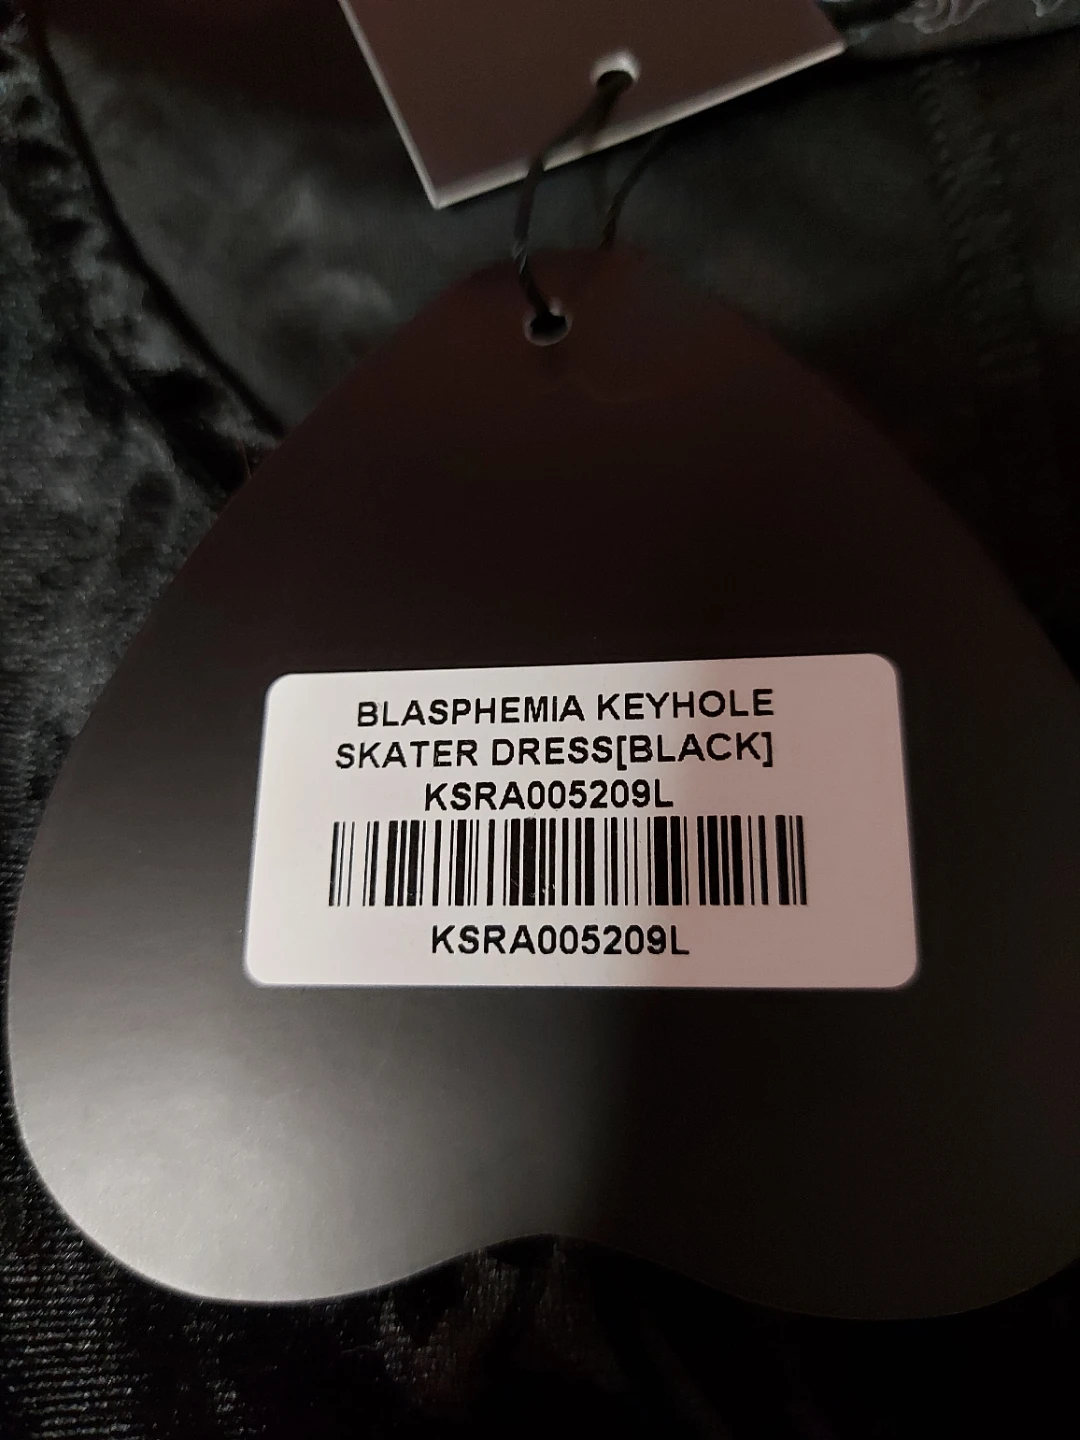 BLASPHEMIA KEYHOLE
SKATER DRESS[BLACK]
KSRA005209L
KSRA005209L